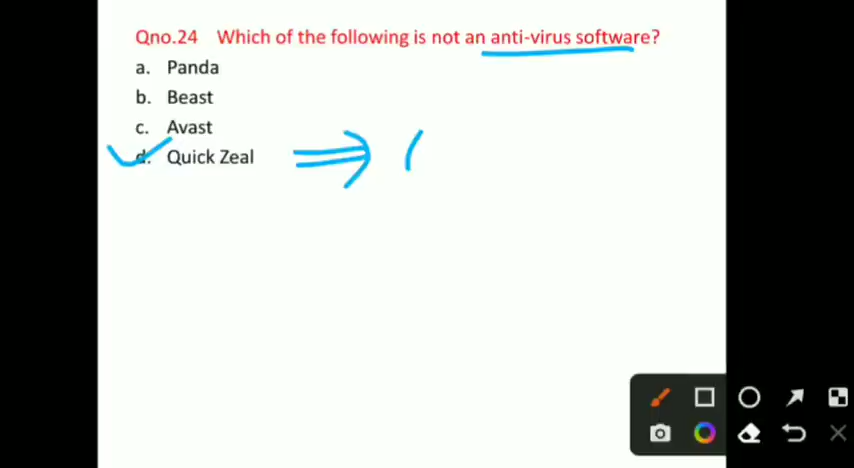 Qno.24 Which of the following is not an anti-virus software?
a. Panda
b. Beast
c. Avast
d. Quick Zeal